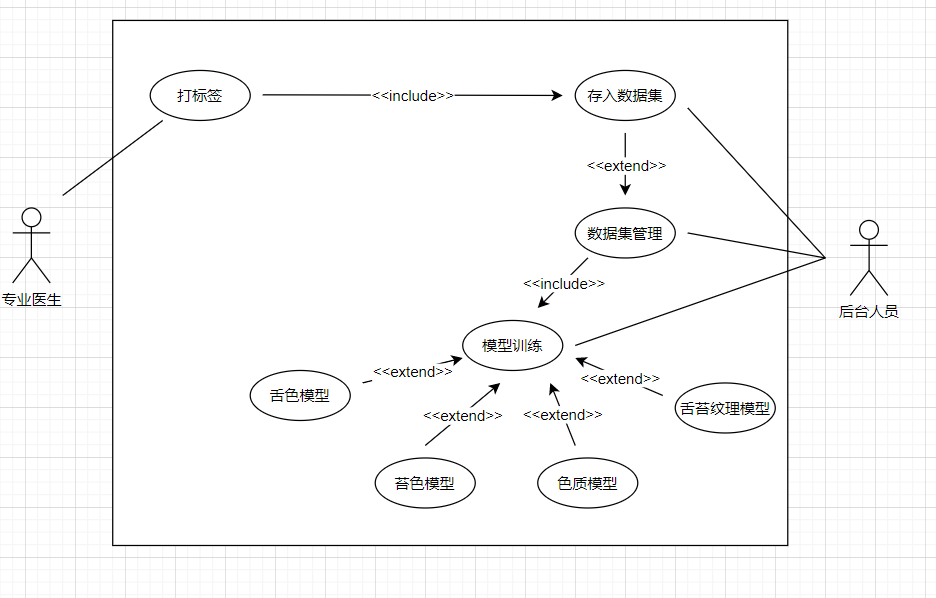 打标签
<<include>>
存入数据集
<<extend>>
数据集管理
<<include>>
专业医生
后台人员
模型训练
<<extend>>
<<extend>>
舌色模型
舌苔纹理模型
<<extend>>
<<extend>>
苔色模型
色质模型